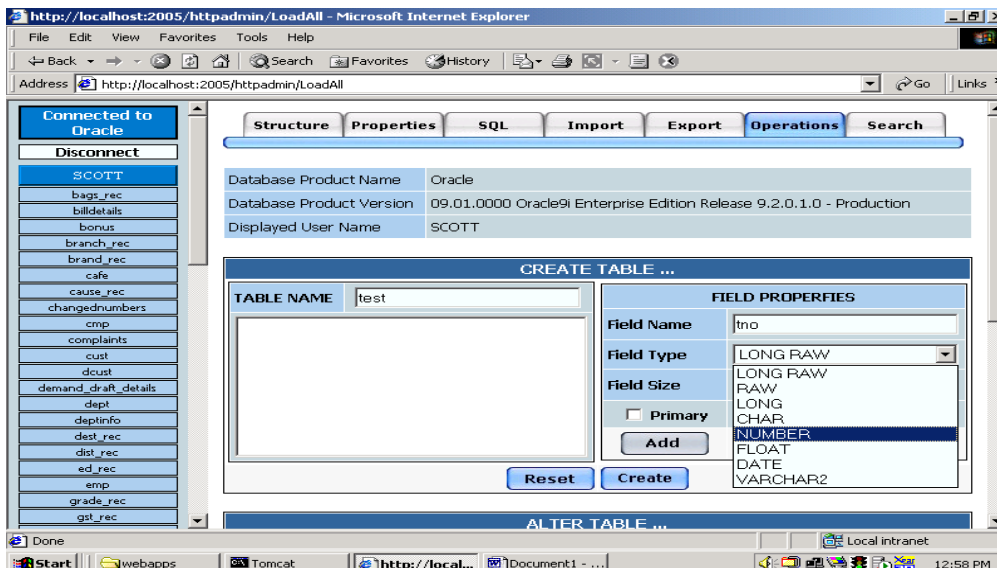 http://localhost:2005/httpadmin/LoadAll - Microsoft Internet Explorer
File Edit View Favorites Tools Help
Back Search Favorites History
Address http://localhost:2005/httpadmin/LoadAll Go Links
Connected to
Oracle
Disconnect
SCOTT
bags_rec
billdetails
bonus
branch_rec
brand_rec
cafe
cause_rec
changednumbers
cmp
complaints
cust
dcust
demand_draft_details
dept
deptinfo
dest_rec
dist_rec
ed_rec
emp
grade_rec
gst_rec
Structure Properties SQL Import Export Operations Search
Database Product Name Oracle
Database Product Version 09.01.0000 Oracle9i Enterprise Edition Release 9.2.0.1.0 - Production
Displayed User Name SCOTT
CREATE TABLE ...
TABLE NAME test
FIELD PROPERFIES
Field Name tno
Field Type LONG RAW
Field Size
LONG RAW
RAW
LONG
CHAR
NUMBER
FLOAT
DATE
VARCHAR2
Primary
Add
Reset Create
ALTER TABLE ...
Done Local intranet
Start webapps Tomcat http://local... Document1 - ... 12:58 PM